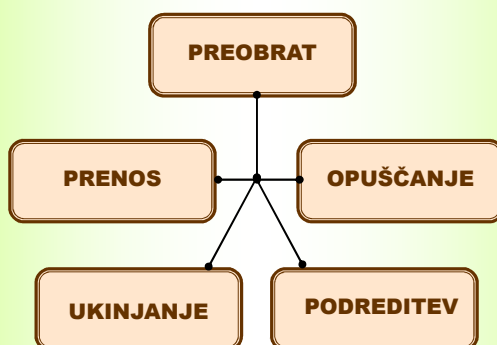 PREOBRAT
PRENOS
OPUŠČANJE
UKINJANJE
PODREDITEV